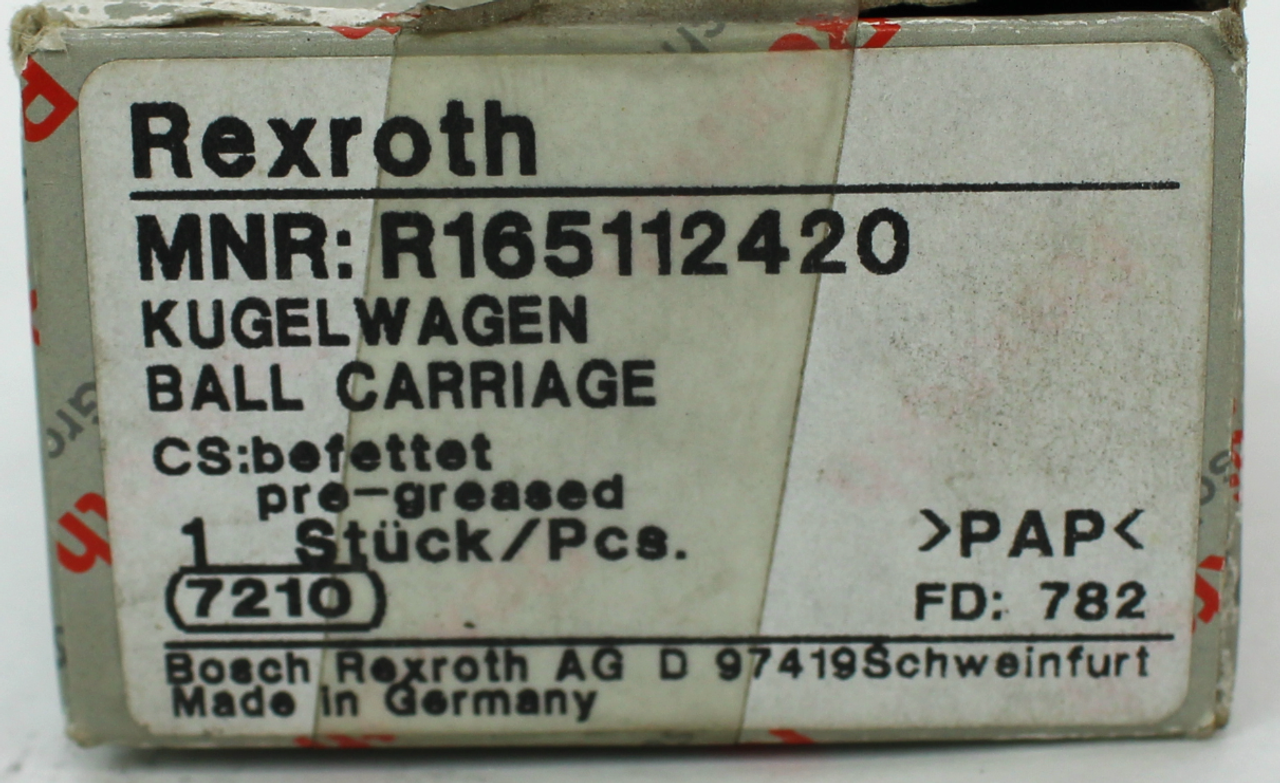 Rexroth
MNR: R165112420
KUGELWAGEN
BALL CARRIAGE
CS:befettet
pre-greased
1 Stück/Pcs.
>PAP<
7210
FD: 782
Bosch Rexroth AG D 97419Schweinfurt
Made in Germany